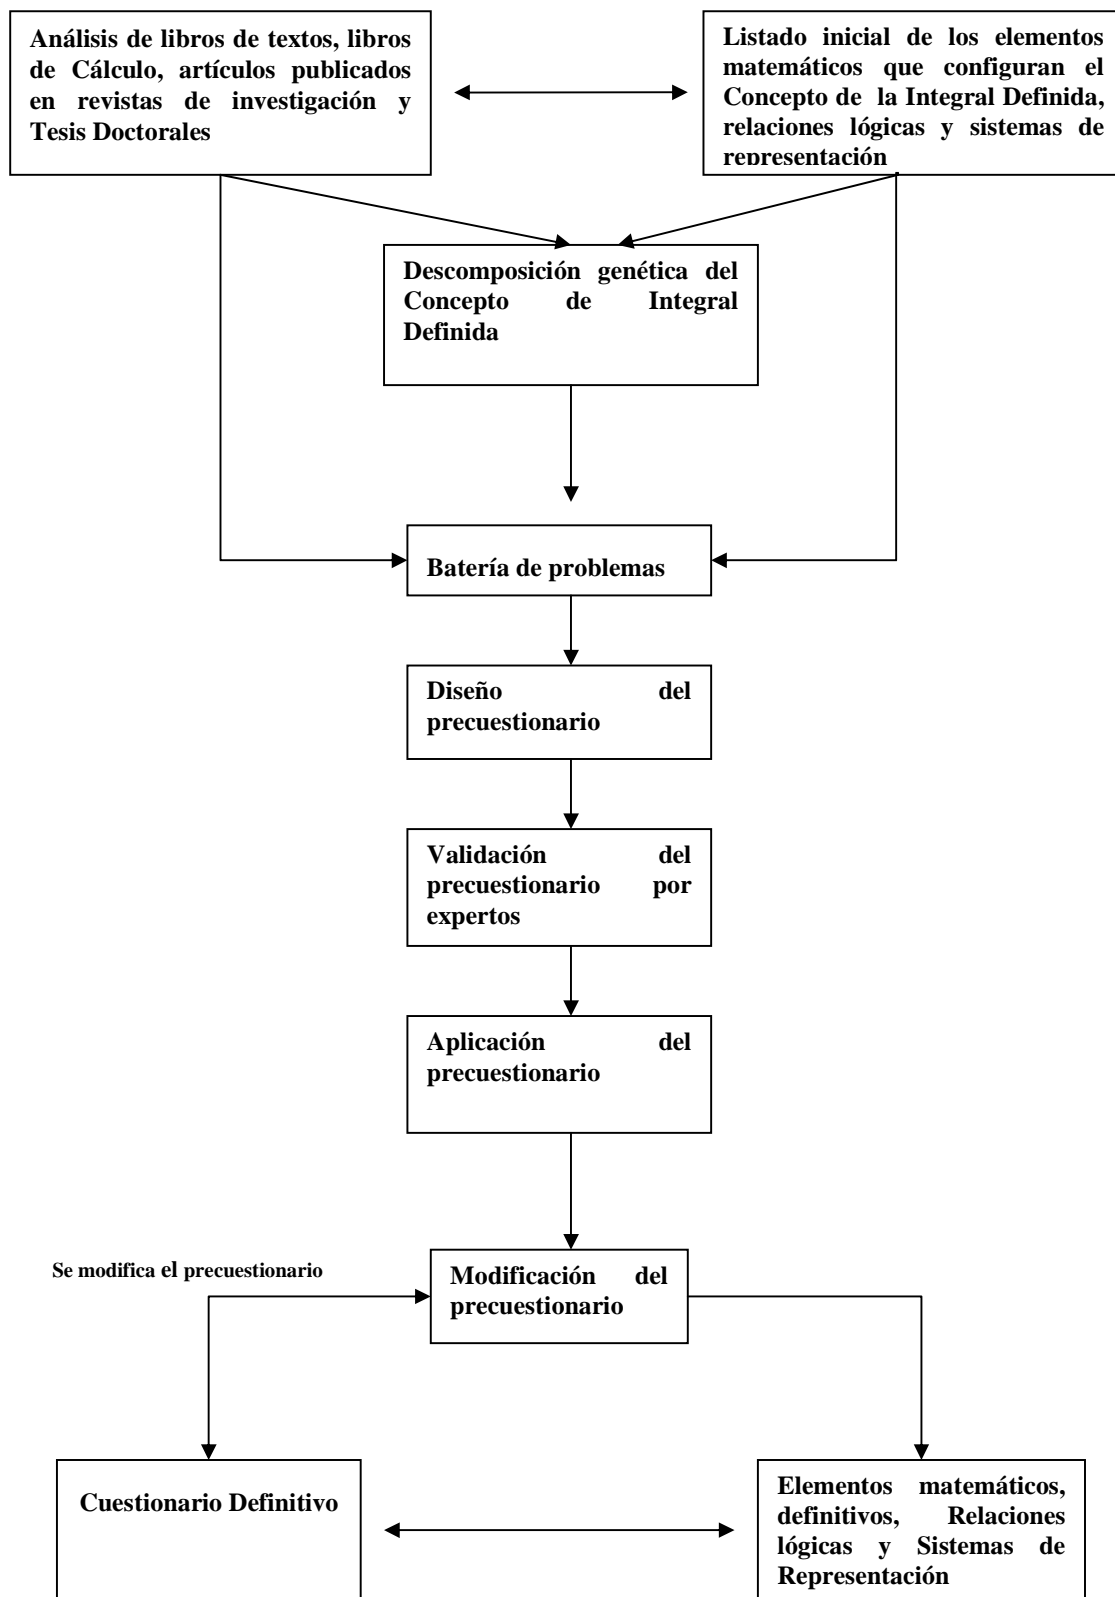 Análisis de libros de textos, libros
de Cálculo, artículos publicados
en revistas de investigación y
Tesis Doctorales
Listado inicial de los elementos
matemáticos que configuran el
Concepto de la Integral Definida,
relaciones lógicas y sistemas de
representación
Descomposición genética del
Concepto de Integral
Definida
Batería de problemas
Diseño del
precuestionario
Validación del
precuestionario por
expertos
Aplicación del
precuestionario
Se modifica el precuestionario
Modificación del
precuestionario
Cuestionario Definitivo
Elementos matemáticos,
definitivos, Relaciones
lógicas y Sistemas de
Representación